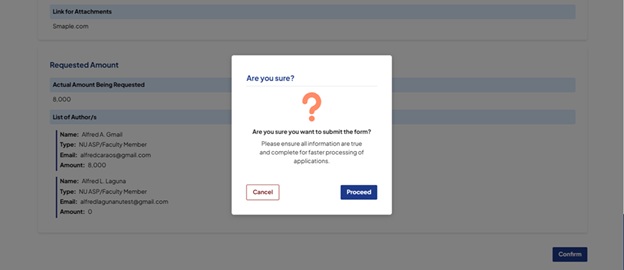 Link for Attachments
Smaple.com
Requested Amount
Actual Amount Being Requested
8,000
List of Author/s
Name: Alfred A. Gmail
Type: NU ASP/Faculty Member
Email: alfredcaraos@gmail.com
Amount: 8,000
Name: Alfred L. Laguna
Type: NU ASP/Faculty Member
Email: alfredlagunanutest@gmail.com
Amount: 0
Are you sure?
?
Are you sure you want to submit the form?
Please ensure all information are true
and complete for faster processing of
applications.
Cancel
Proceed
Confirm